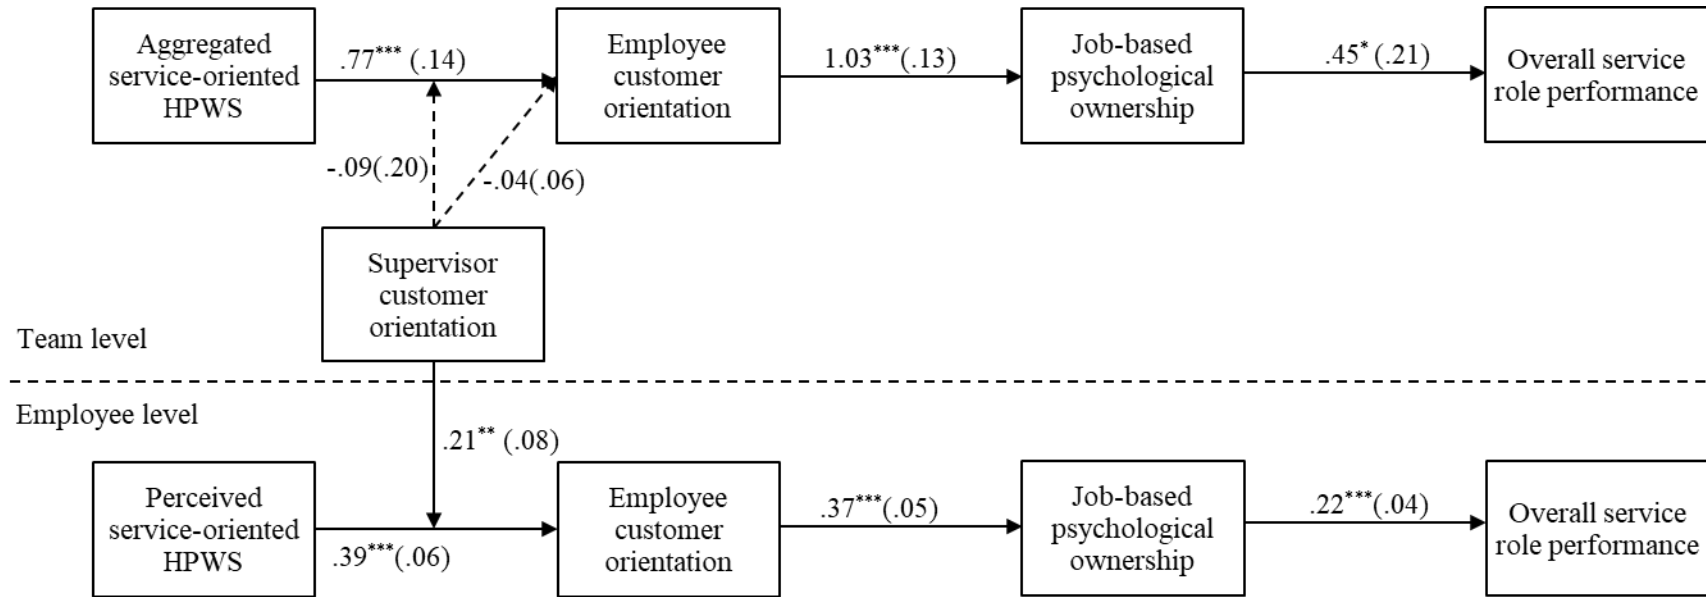 Aggregated
service-oriented
HPWS
.77*** (.14)
Employee
customer
orientation
1.03***(.13)
Job-based
psychological
ownership
.45*(.21)
Overall service
role performance
-.09(.20)
-.04(.06)
Supervisor
customer
orientation
Team level
Employee level
.21** (.08)
Perceived
service-oriented
HPWS
.39***(.06)
Employee
customer
orientation
.37***(.05)
Job-based
psychological
ownership
.22***(.04)
Overall service
role performance